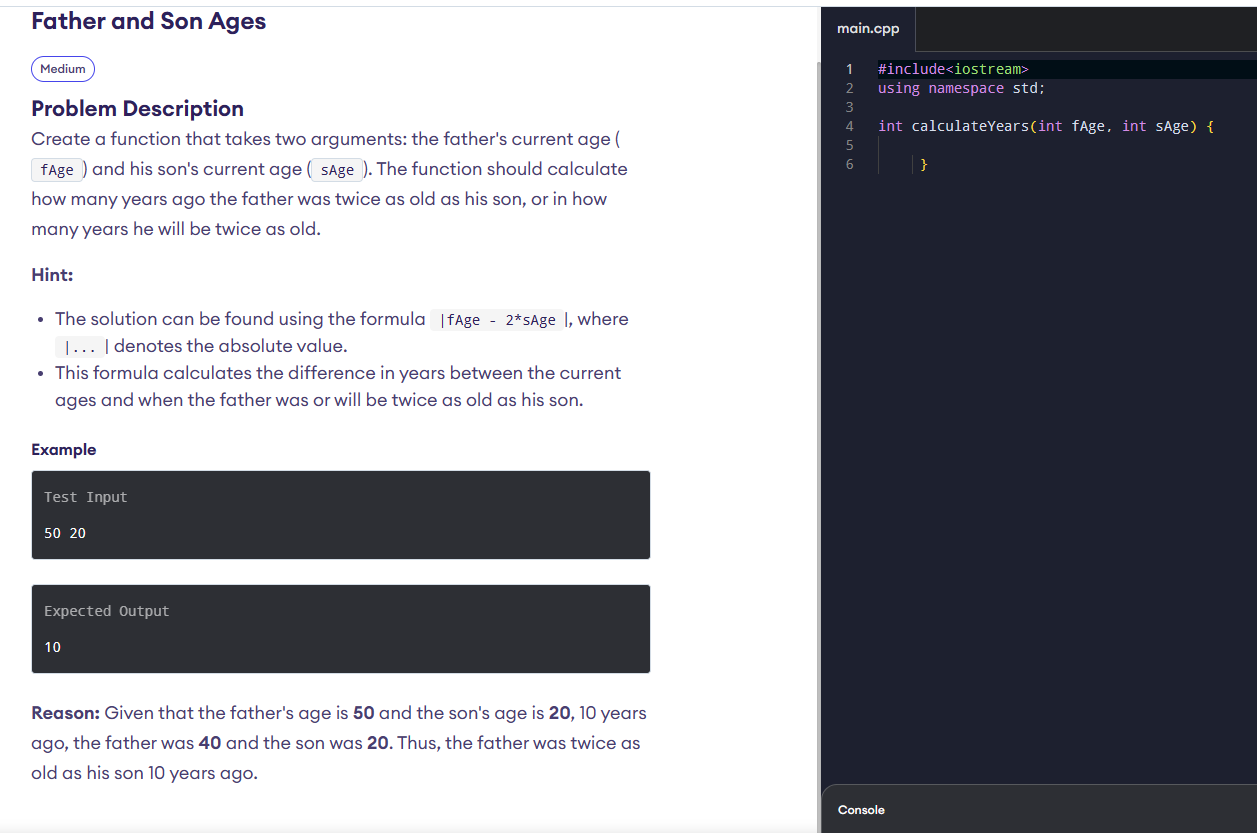 Father and Son Ages
Medium
Problem Description
Create a function that takes two arguments: the father's current age (
fAge) and his son's current age (sAge). The function should calculate
how many years ago the father was twice as old as his son, or in how
many years he will be twice as old.
Hint:
• The solution can be found using the formula |fAge - 2*sAge |, where
|... | denotes the absolute value.
• This formula calculates the difference in years between the current
ages and when the father was or will be twice as old as his son.
Example
Test Input
50 20
Expected Output
10
Reason: Given that the father's age is 50 and the son's age is 20, 10 years
ago, the father was 40 and the son was 20. Thus, the father was twice as
old as his son 10 years ago.
main.cpp
1 #include<iostream>
2 using namespace std;
3
4 int calculateYears(int fAge, int sAge) {
5
6 }
Console